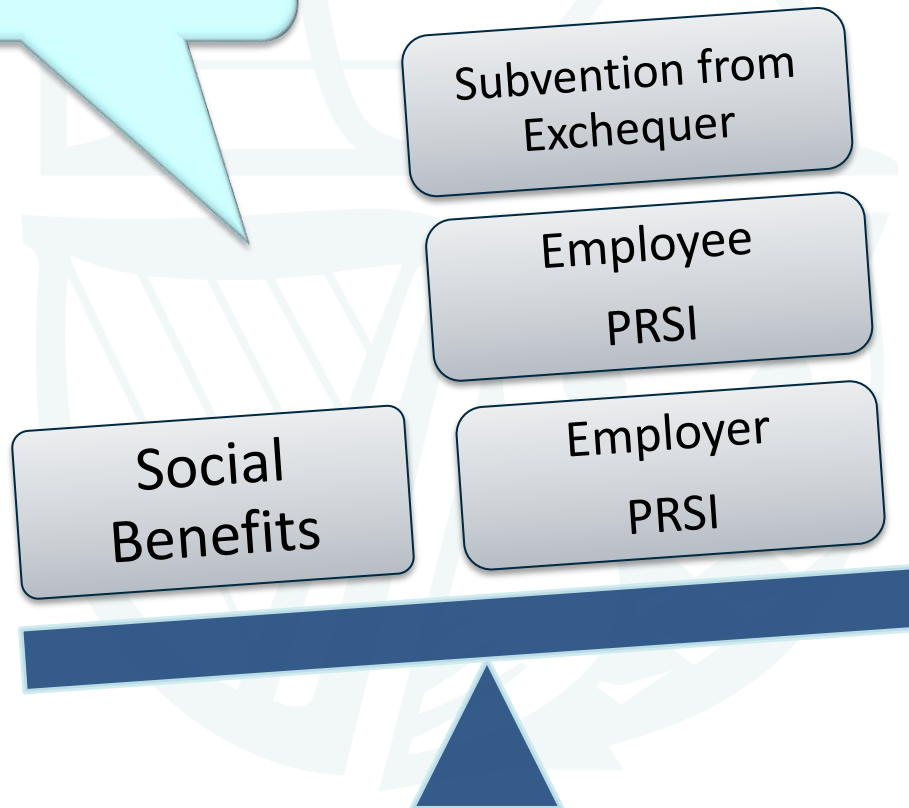 Subvention from
Exchequer
Employee
PRSI
Employer
PRSI
Social
Benefits